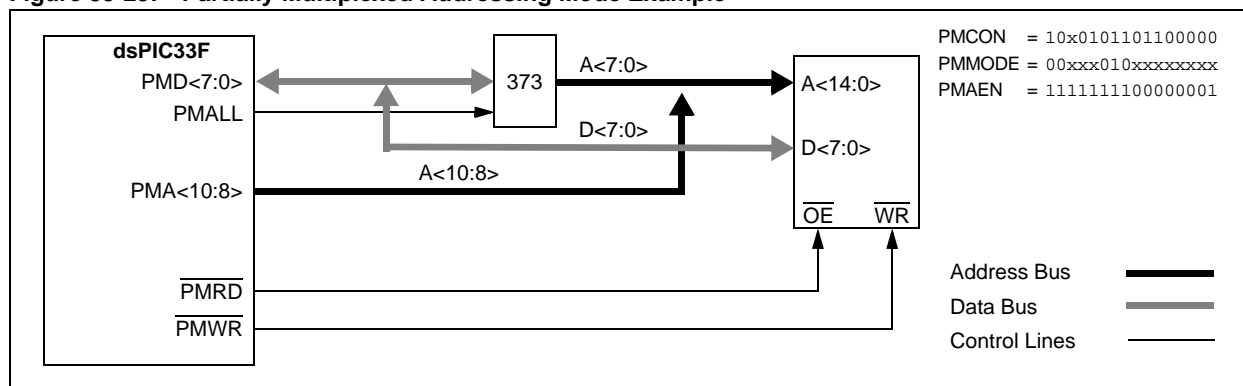 Figure 35-25: Partially Multiplexed Addressing Mode Example
dsPIC33F
PMD<7:0>
PMALL
PMA<10:8>
PMRD
PMWR
373
A<7:0>
D<7:0>
A<10:8>
A<14:0>
D<7:0>
OE WR
PMCON = 10x0101101100000
PMMODE = 00xxx010xxxxxxxx
PMAEN = 1111111100000001
Address Bus
Data Bus
Control Lines